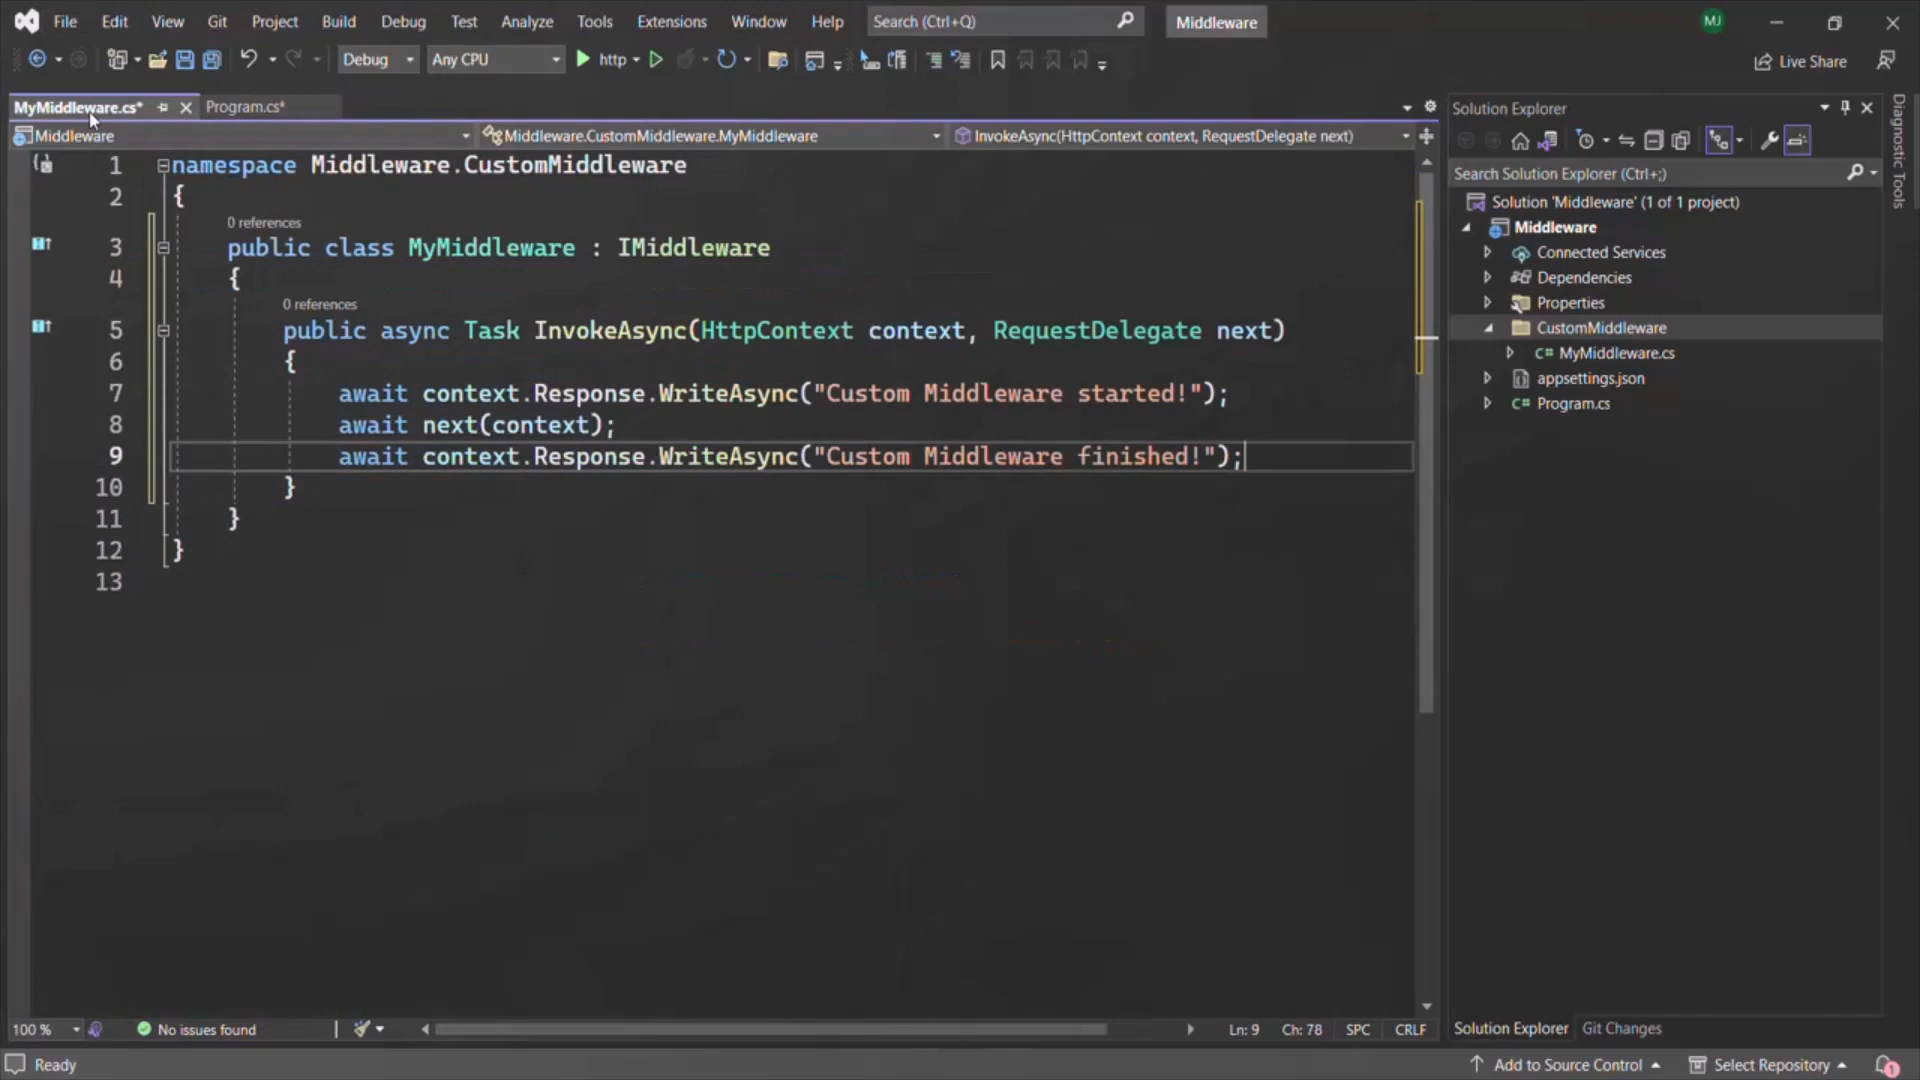 File Edit View Git Project Build Debug Test Analyze Tools Extensions Window Help Search (Ctrl+Q) Middleware MJ
Debug Any CPU http Live Share
MyMiddleware.cs* Program.cs*
Middleware Middleware.CustomMiddleware.MyMiddleware InvokeAsync(HttpContext context, RequestDelegate next)
1 namespace Middleware.CustomMiddleware
2 {
0 references
3 public class MyMiddleware : IMiddleware
4 {
0 references
5 public async Task InvokeAsync(HttpContext context, RequestDelegate next)
6 {
7 await context.Response.WriteAsync("Custom Middleware started!");
8 await next(context);
9 await context.Response.WriteAsync("Custom Middleware finished!");
10 }
11 }
12 }
13
100 % No issues found Ln: 9 Ch: 78 SPC CRLF
Solution Explorer
Search Solution Explorer (Ctrl+;)
Solution 'Middleware' (1 of 1 project)
Middleware
Connected Services
Dependencies
Properties
CustomMiddleware
C# MyMiddleware.cs
appsettings.json
C# Program.cs
Solution Explorer Git Changes
Diagnostic Tools
Ready Add to Source Control Select Repository 1